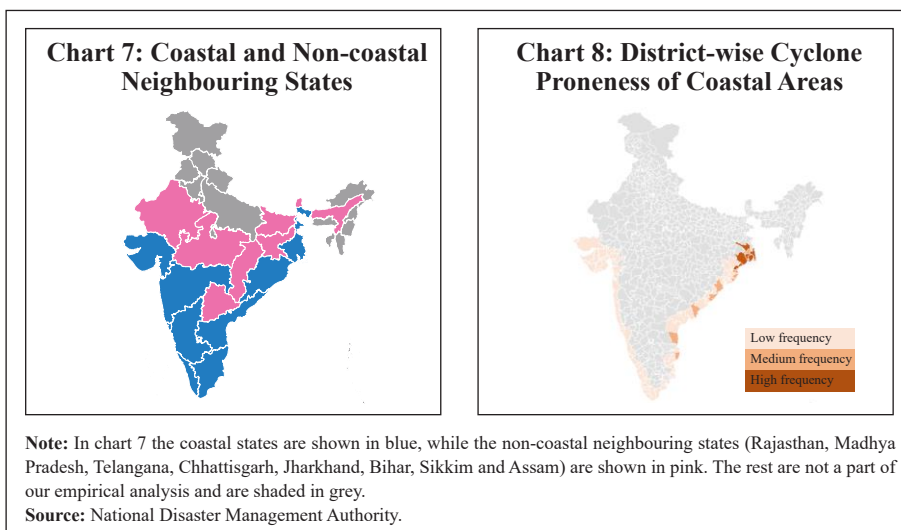 Chart 7: Coastal and Non-coastal
Neighbouring States
Chart 8: District-wise Cyclone
Proneness of Coastal Areas
Low frequency
Medium frequency
High frequency
Note: In chart 7 the coastal states are shown in blue, while the non-coastal neighbouring states (Rajasthan, Madhya
Pradesh, Telangana, Chhattisgarh, Jharkhand, Bihar, Sikkim and Assam) are shown in pink. The rest are not a part of
our empirical analysis and are shaded in grey.
Source: National Disaster Management Authority.